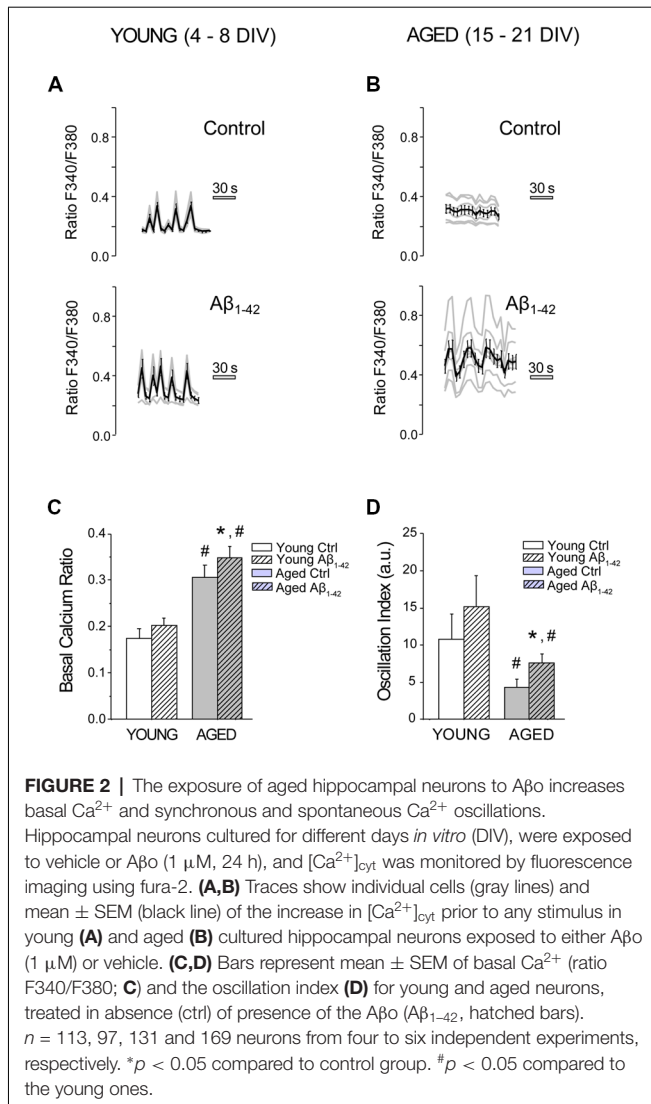 YOUNG (4 - 8 DIV)
AGED (15 - 21 DIV)
A
Ratio F340/F380
0.8
0.4
0.0
Control
30 s
B
Ratio F340/F380
0.8
0.4
0.0
Control
30 s
Ratio F340/F380
0.8
0.4
0.0
Aβ1-42
30 s
Ratio F340/F380
0.8
0.4
0.0
Aβ1-42
30 s
C
Basal Calcium Ratio
0.4
0.3
0.2
0.1
0.0
#
*, #
Young Ctrl
Young Aβ1-42
Aged Ctrl
Aged Aβ1-42
YOUNG
AGED
D
Oscillation Index (a.u.)
25
20
15
10
5
0
#
*, #
Young Ctrl
Young Aβ1-42
Aged Ctrl
Aged Aβ1-42
YOUNG
AGED
FIGURE 2 | The exposure of aged hippocampal neurons to Aβo increases
basal Ca2+ and synchronous and spontaneous Ca2+ oscillations.
Hippocampal neurons cultured for different days in vitro (DIV), were exposed
to vehicle or Aβo (1 μM, 24 h), and [Ca2+]cyt was monitored by fluorescence
imaging using fura-2. (A,B) Traces show individual cells (gray lines) and
mean ± SEM (black line) of the increase in [Ca2+]cyt prior to any stimulus in
young (A) and aged (B) cultured hippocampal neurons exposed to either Aβo
(1 μM) or vehicle. (C,D) Bars represent mean ± SEM of basal Ca2+ (ratio
F340/F380; C) and the oscillation index (D) for young and aged neurons,
treated in absence (ctrl) of presence of the Aβo (Aβ1–42, hatched bars).
n = 113, 97, 131 and 169 neurons from four to six independent experiments,
respectively. *p < 0.05 compared to control group. #p < 0.05 compared to
the young ones.